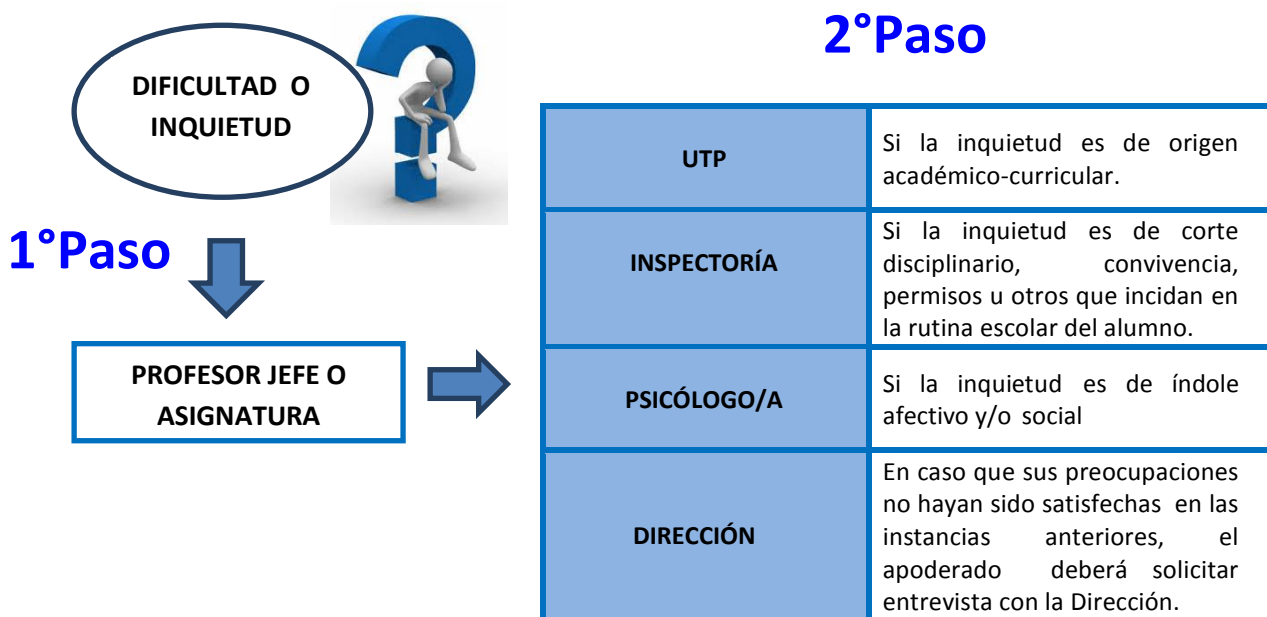 DIFICULTAD O
INQUIETUD
1°Paso
PROFESOR JEFE O
ASIGNATURA
2°Paso
UTP
Si la inquietud es de origen
académico-curricular.
INSPECTORÍA
Si la inquietud es de corte
disciplinario, convivencia,
permisos u otros que incidan en
la rutina escolar del alumno.
PSICÓLOGO/A
Si la inquietud es de índole
afectivo y/o social
DIRECCIÓN
En caso que sus preocupaciones
no hayan sido satisfechas en las
instancias anteriores, el
apoderado deberá solicitar
entrevista con la Dirección.